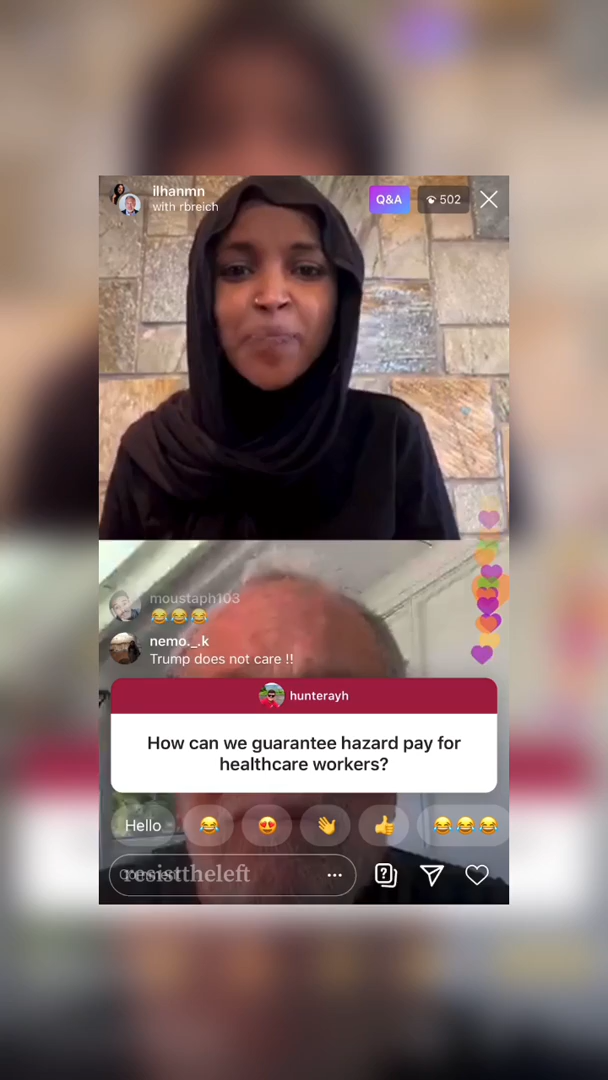 ilhanmn
with rbreich
Q&A
502
moustaph103
😂😂😂
nemo._.k
Trump does not care !!
hunterayh
How can we guarantee hazard pay for
healthcare workers?
Hello
😂 😍 👋 👍 😂😂😂
Comment
resisttheleft